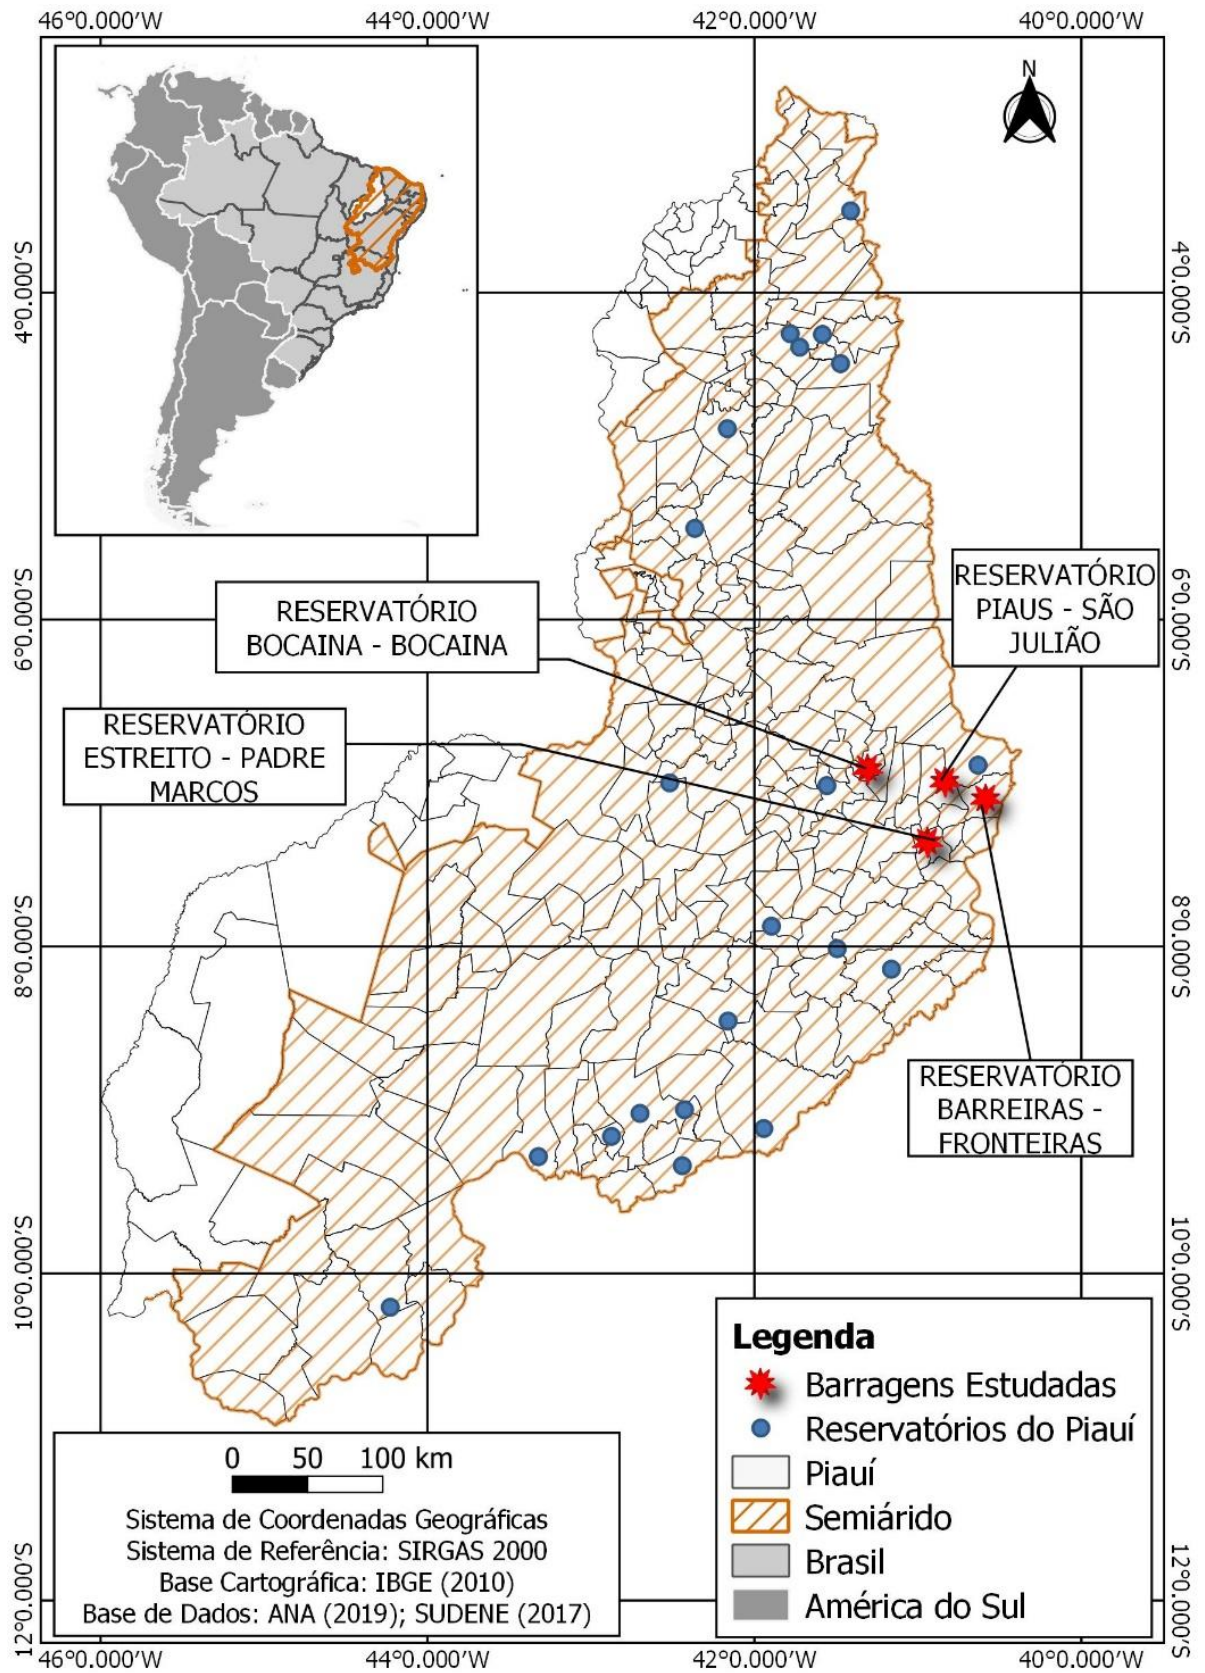 46°0.000'W 44°0.000'W 42°0.000'W 40°0.000'W
N
4°0.000'S
4°0.000'S
RESERVATÓRIO
BOCAINA - BOCAINA
RESERVATÓRIO
PIAUS - SÃO
JULIÃO
6°0.000'S
6°0.000'S
RESERVATÓRIO
ESTREITO - PADRE
MARCOS
8°0.000'S
8°0.000'S
RESERVATÓRIO
BARREIRAS -
FRONTEIRAS
10°0.000'S
10°0.000'S
Legenda
Barragens Estudadas
Reservatórios do Piauí
Piauí
Semiárido
Brasil
América do Sul
0 50 100 km
Sistema de Coordenadas Geográficas
Sistema de Referência: SIRGAS 2000
Base Cartográfica: IBGE (2010)
Base de Dados: ANA (2019); SUDENE (2017)
12°0.000'S
12°0.000'S
46°0.000'W 44°0.000'W 42°0.000'W 40°0.000'W